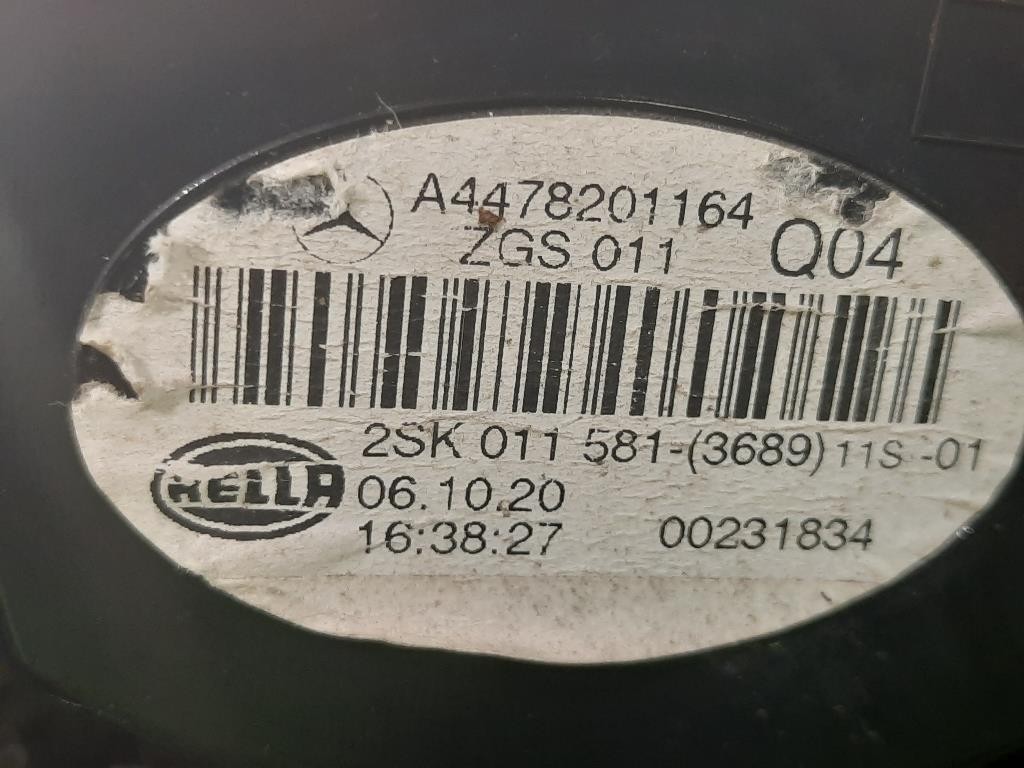 A4478201164
ZGS 011 Q04
2SK 011 581-(3689) 11S -01
HELLA
06.10.20
16:38:27 00231834